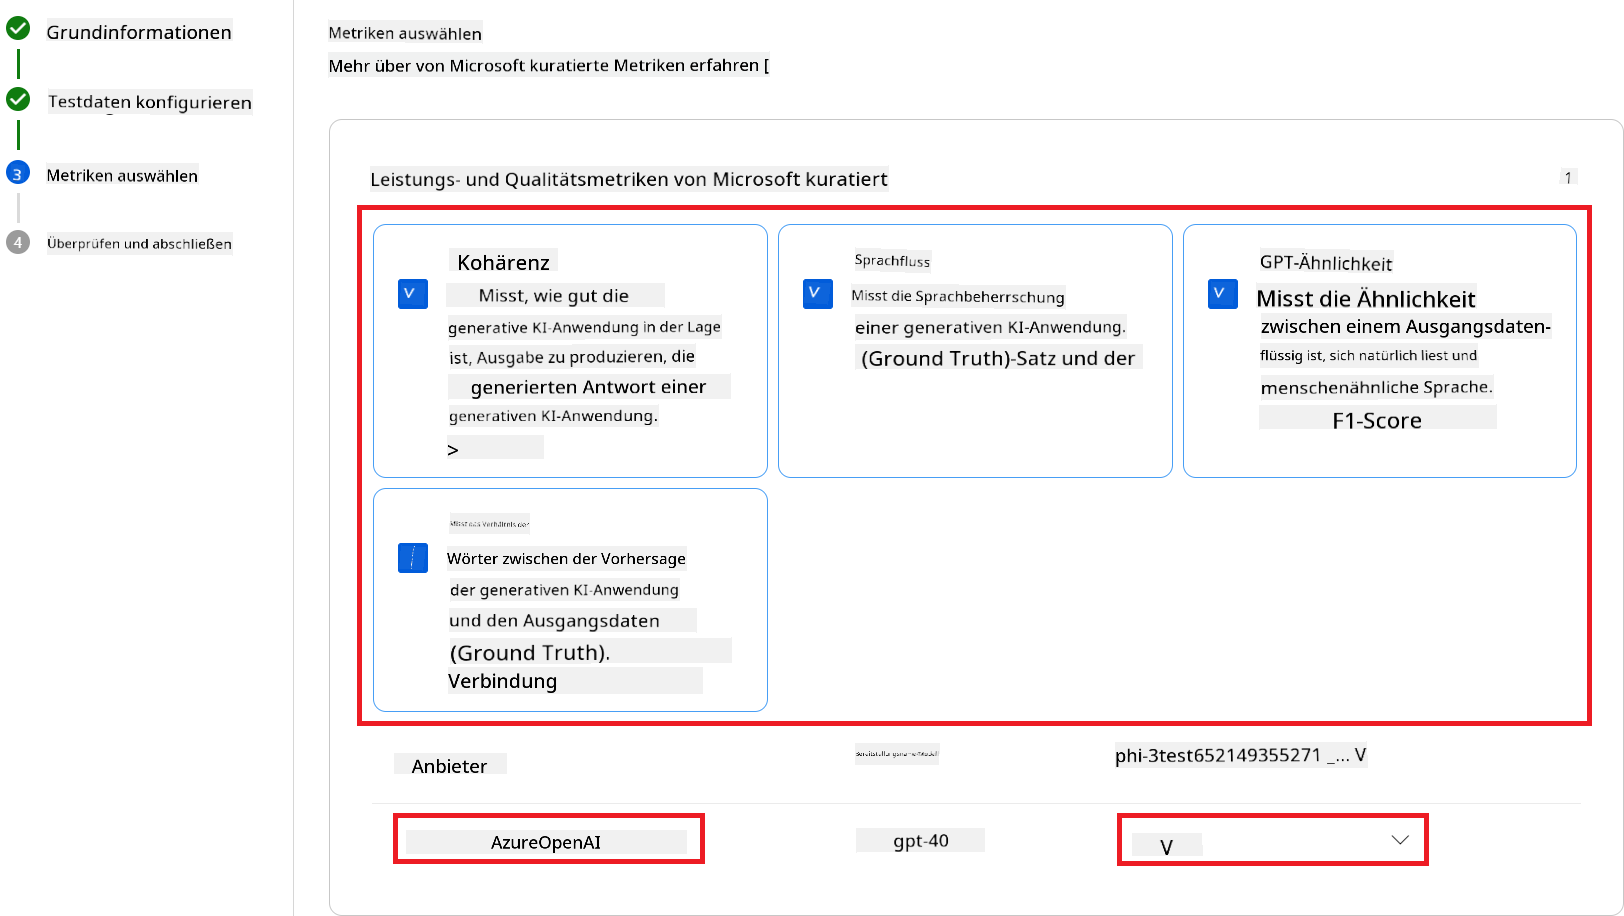 Grundinformationen
Testdaten konfigurieren
3
Metriken auswählen
4
Überprüfen und abschließen
Metriken auswählen
Mehr über von Microsoft kuratierte Metriken erfahren [
Leistungs- und Qualitätsmetriken von Microsoft kuratiert
1
Kohärenz
V
Misst, wie gut die
generative KI-Anwendung in der Lage
ist, Ausgabe zu produzieren, die
generierten Antwort einer
generativen KI-Anwendung.
>
Sprachfluss
V
Misst die Sprachbeherrschung
einer generativen KI-Anwendung.
(Ground Truth)-Satz und der
GPT-Ähnlichkeit
V
Misst die Ähnlichkeit
zwischen einem Ausgangsdaten-
flüssig ist, sich natürlich liest und
menschenähnliche Sprache.
F1-Score
Misst das Verhältnis der
Wörter zwischen der Vorhersage
der generativen KI-Anwendung
und den Ausgangsdaten
(Ground Truth).
Verbindung
Anbieter
Bereitstellungsname/Modell
phi-3test652149355271 _... V
AzureOpenAI
gpt-40
V